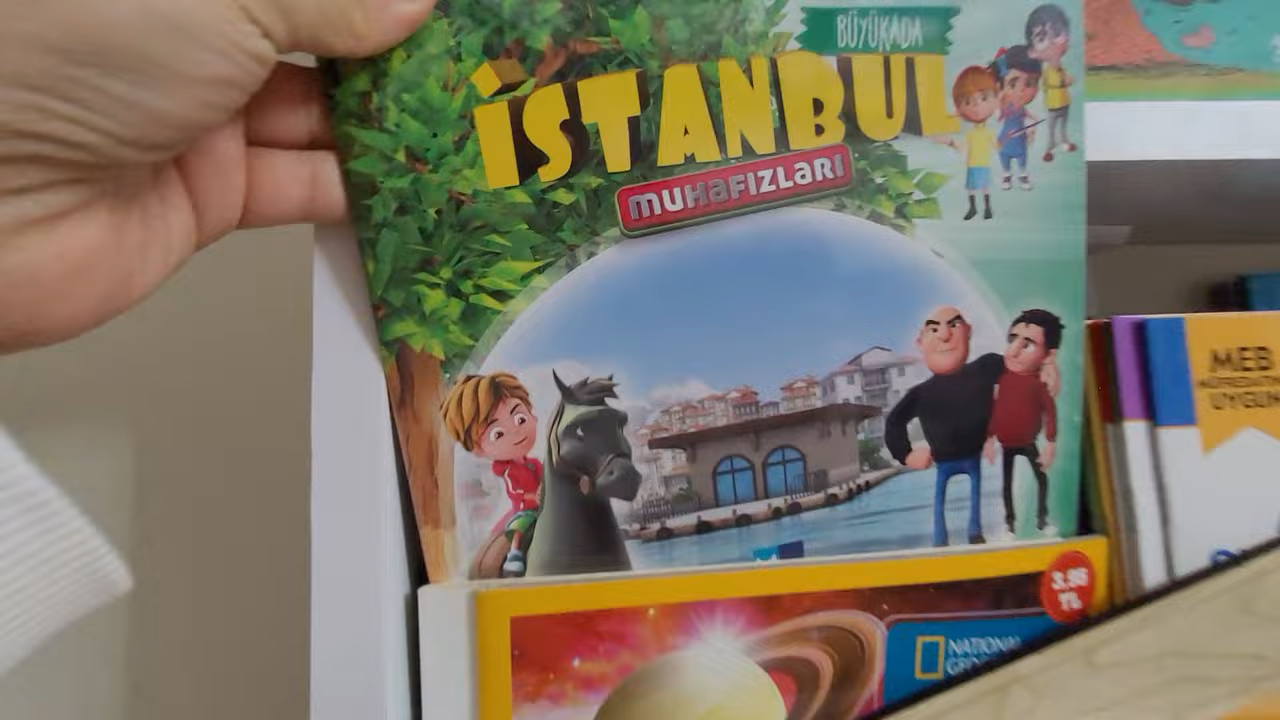 BÜYÜKADA
İSTANBUL
MUHAFIZLARI
MEB
3,95
TL
NATIONAL